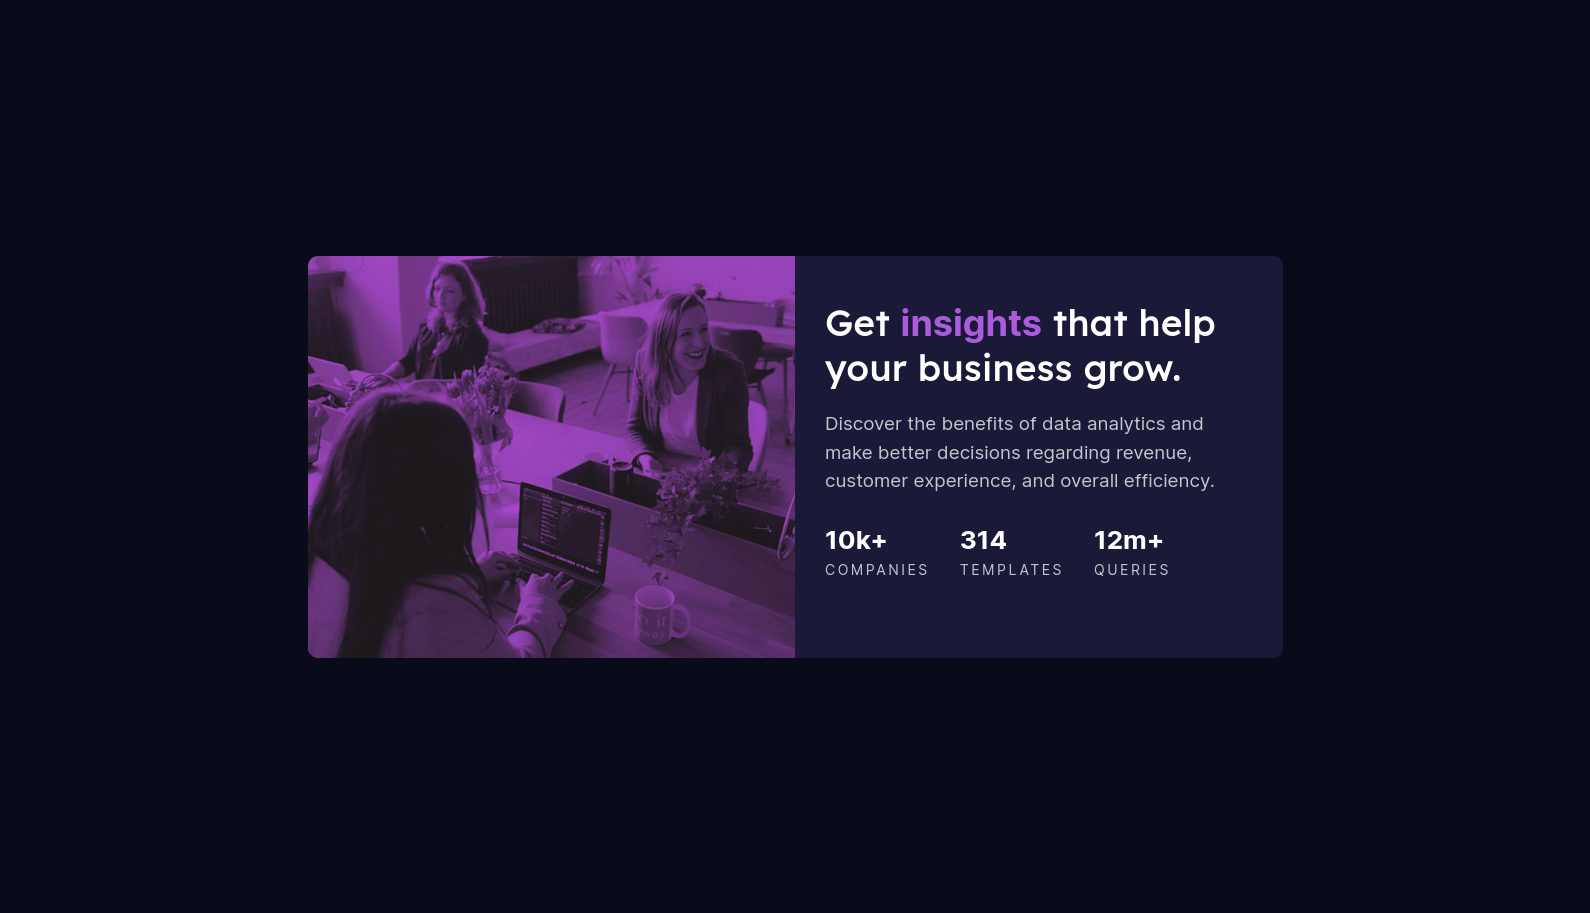 Get insights that help
your business grow.
Discover the benefits of data analytics and
make better decisions regarding revenue,
customer experience, and overall efficiency.
10k+ 314 12m+
COMPANIES TEMPLATES QUERIES